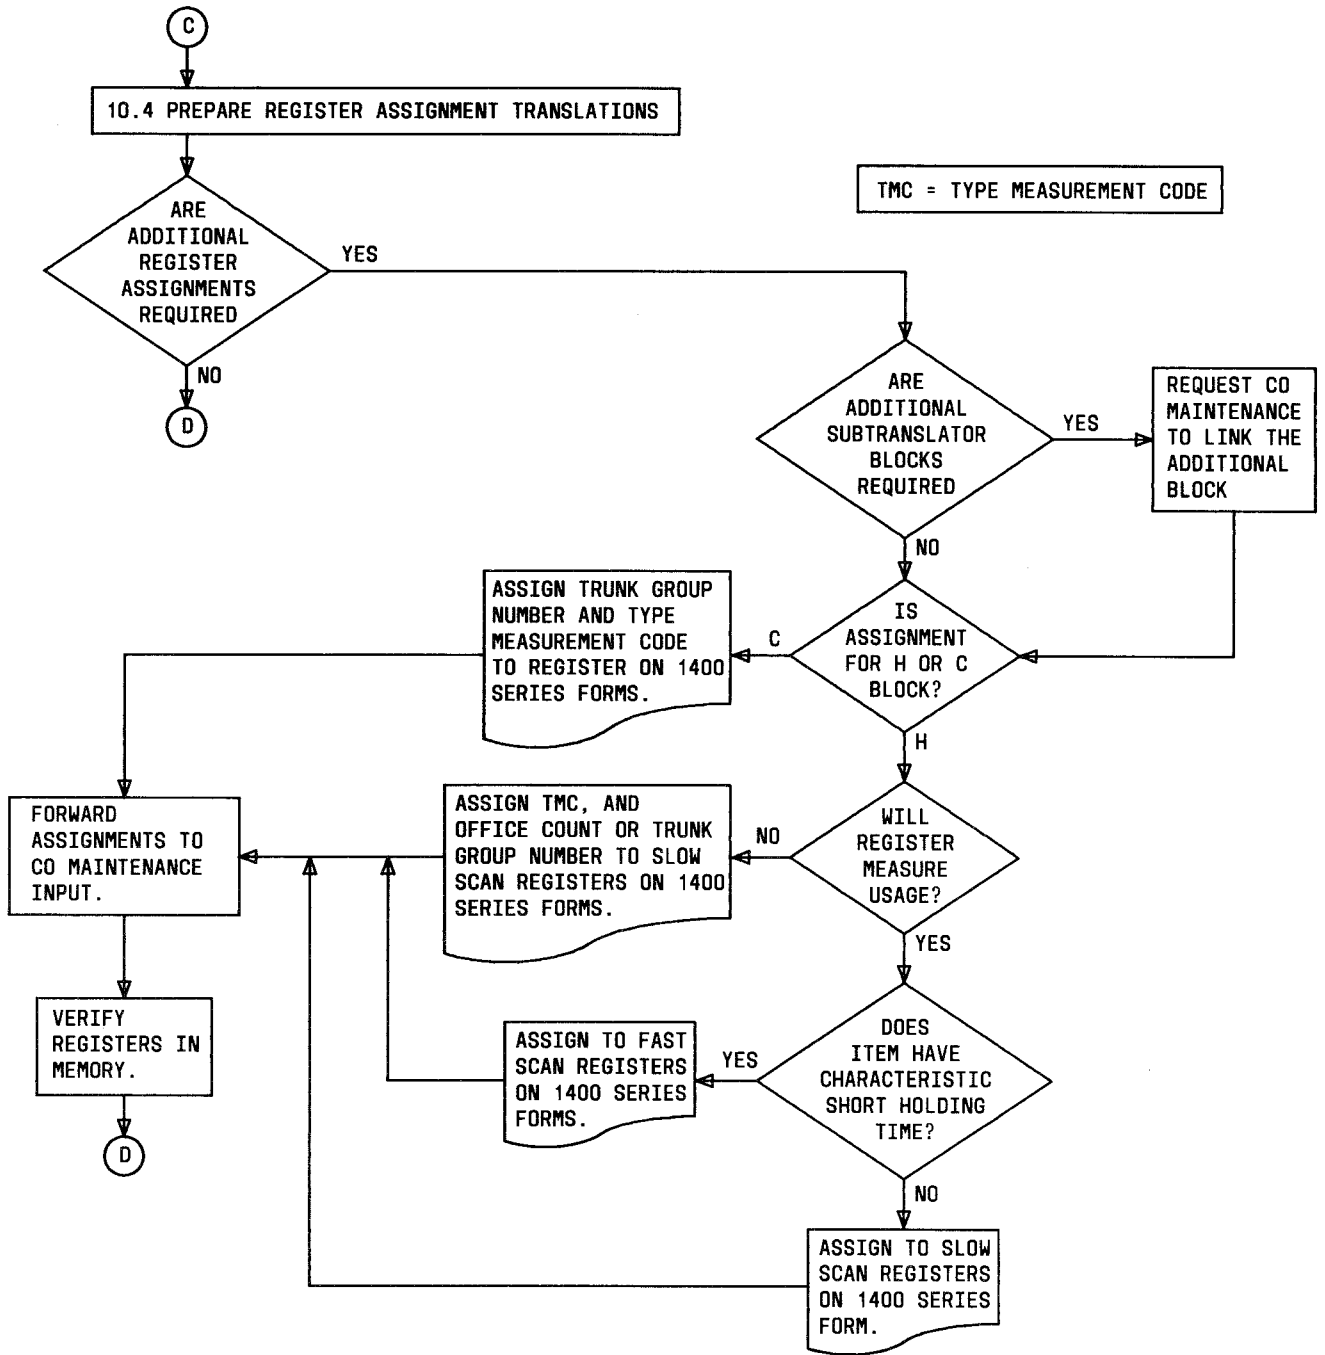 C
10.4 PREPARE REGISTER ASSIGNMENT TRANSLATIONS
TMC = TYPE MEASUREMENT CODE
ARE
ADDITIONAL
REGISTER
ASSIGNMENTS
REQUIRED
YES
NO
D
ARE
ADDITIONAL
SUBTRANSLATOR
BLOCKS
REQUIRED
YES
REQUEST CO
MAINTENANCE
TO LINK THE
ADDITIONAL
BLOCK
NO
IS
ASSIGNMENT
FOR H OR C
BLOCK?
C
ASSIGN TRUNK GROUP
NUMBER AND TYPE
MEASUREMENT CODE
TO REGISTER ON 1400
SERIES FORMS.
H
WILL
REGISTER
MEASURE
USAGE?
NO
ASSIGN TMC, AND
OFFICE COUNT OR TRUNK
GROUP NUMBER TO SLOW
SCAN REGISTERS ON 1400
SERIES FORMS.
FORWARD
ASSIGNMENTS TO
CO MAINTENANCE
INPUT.
YES
DOES
ITEM HAVE
CHARACTERISTIC
SHORT HOLDING
TIME?
YES
ASSIGN TO FAST
SCAN REGISTERS
ON 1400 SERIES
FORMS.
VERIFY
REGISTERS IN
MEMORY.
D
NO
ASSIGN TO SLOW
SCAN REGISTERS
ON 1400 SERIES
FORM.